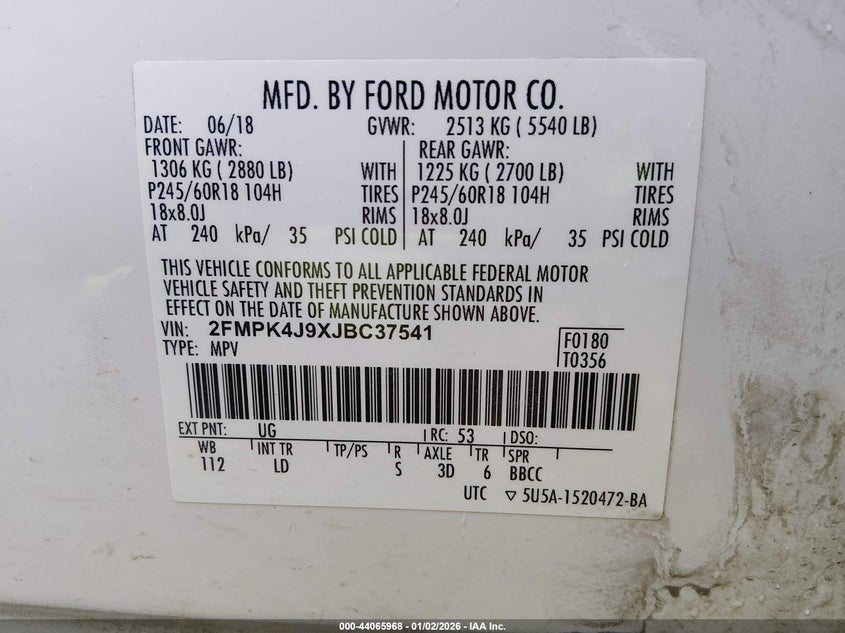 MFD. BY FORD MOTOR CO.
DATE: 06/18 GVWR: 2513 KG ( 5540 LB)
FRONT GAWR: REAR GAWR:
1306 KG ( 2880 LB) WITH 1225 KG ( 2700 LB) WITH
P245/60R18 104H TIRES P245/60R18 104H TIRES
18x8.0J RIMS 18x8.0J RIMS
AT 240 kPa/ 35 PSI COLD AT 240 kPa/ 35 PSI COLD
THIS VEHICLE CONFORMS TO ALL APPLICABLE FEDERAL MOTOR
VEHICLE SAFETY AND THEFT PREVENTION STANDARDS IN
EFFECT ON THE DATE OF MANUFACTURE SHOWN ABOVE.
VIN: 2FMPK4J9XJBC37541 F0180
TYPE: MPV T0356
EXT PNT: UG RC: 53 DSO:
WB INT TR TP/PS R AXLE TR SPR
112 LD S 3D 6 BBCC
UTC ▽ 5U5A-1520472-BA
000-44065968 - 01/02/2026 - IAA Inc.